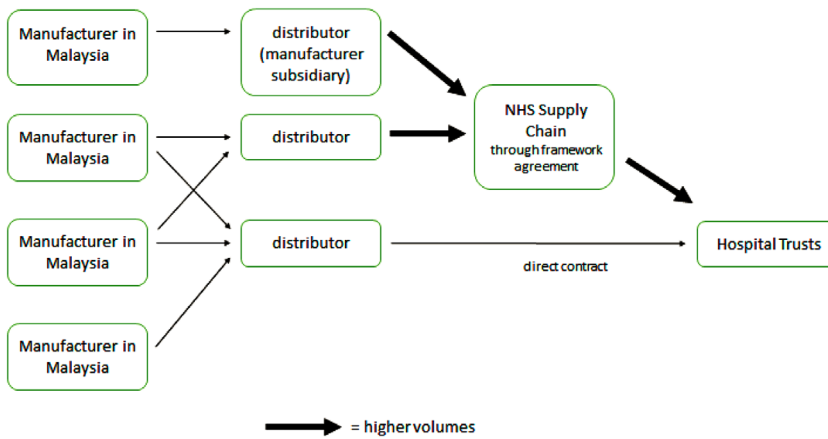 Manufacturer in
Malaysia
distributor
(manufacturer
subsidiary)
NHS Supply
Chain
through framework
agreement
Manufacturer in
Malaysia
distributor
Manufacturer in
Malaysia
distributor
direct contract
Hospital Trusts
Manufacturer in
Malaysia
= higher volumes